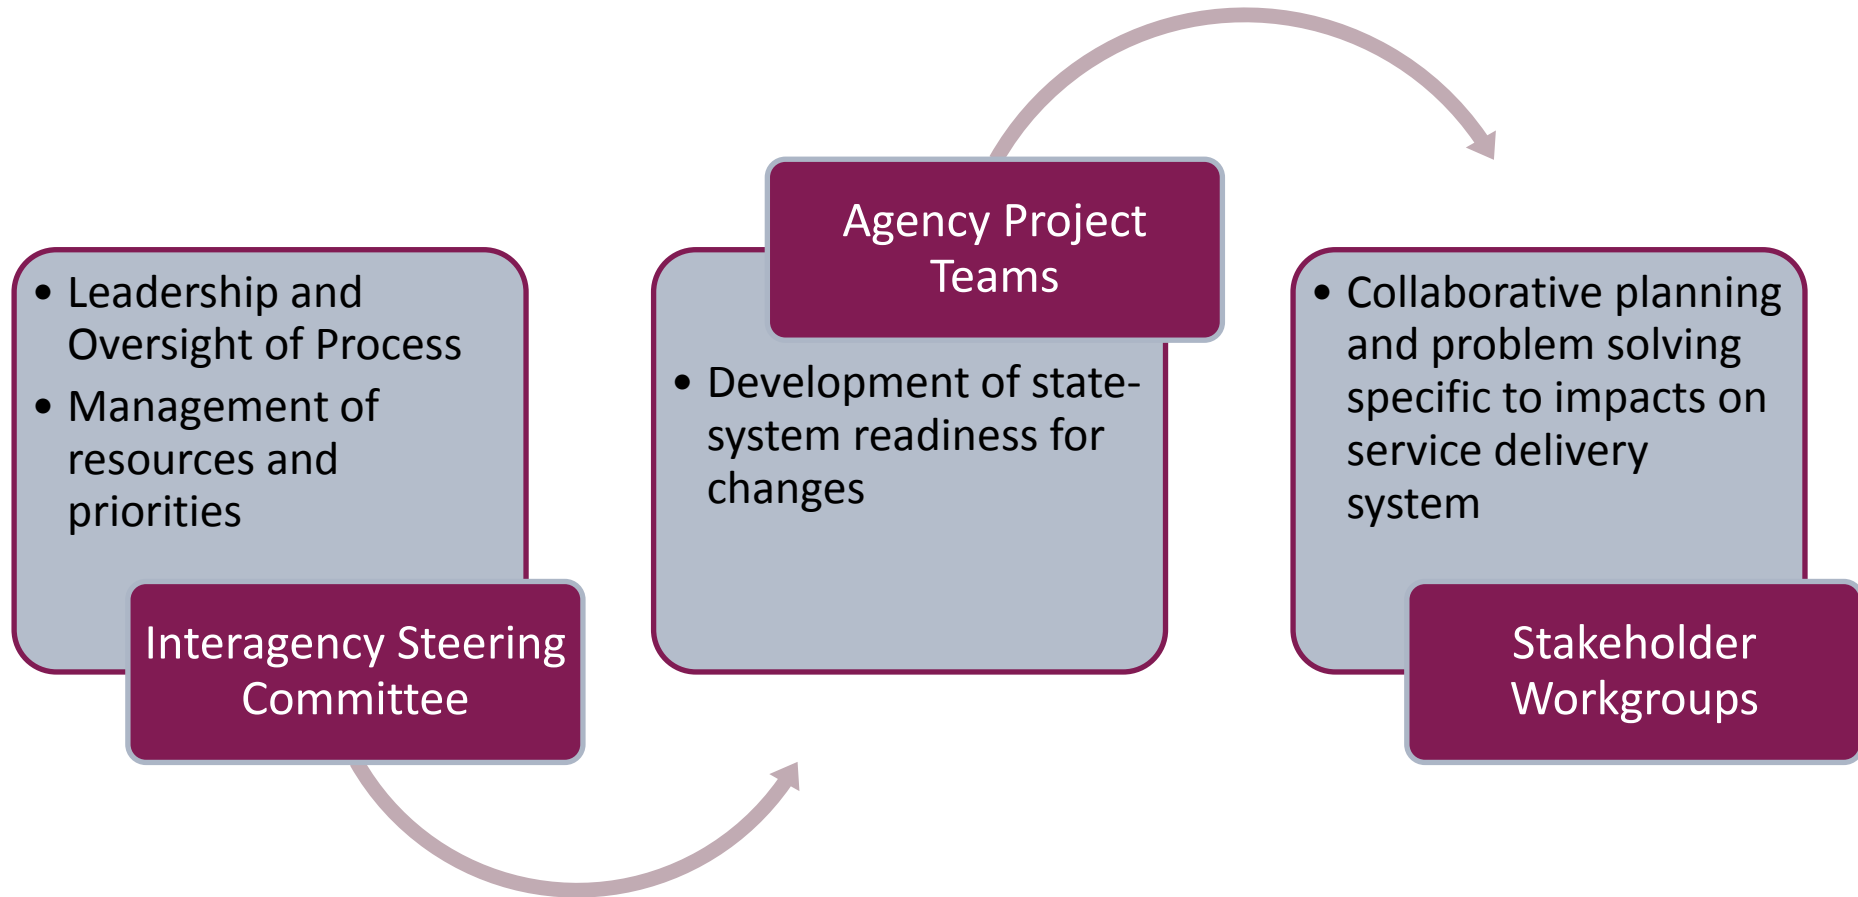 • Leadership and
Oversight of Process
• Management of
resources and
priorities
Interagency Steering
Committee
Agency Project
Teams
• Development of state-
system readiness for
changes
• Collaborative planning
and problem solving
specific to impacts on
service delivery
system
Stakeholder
Workgroups